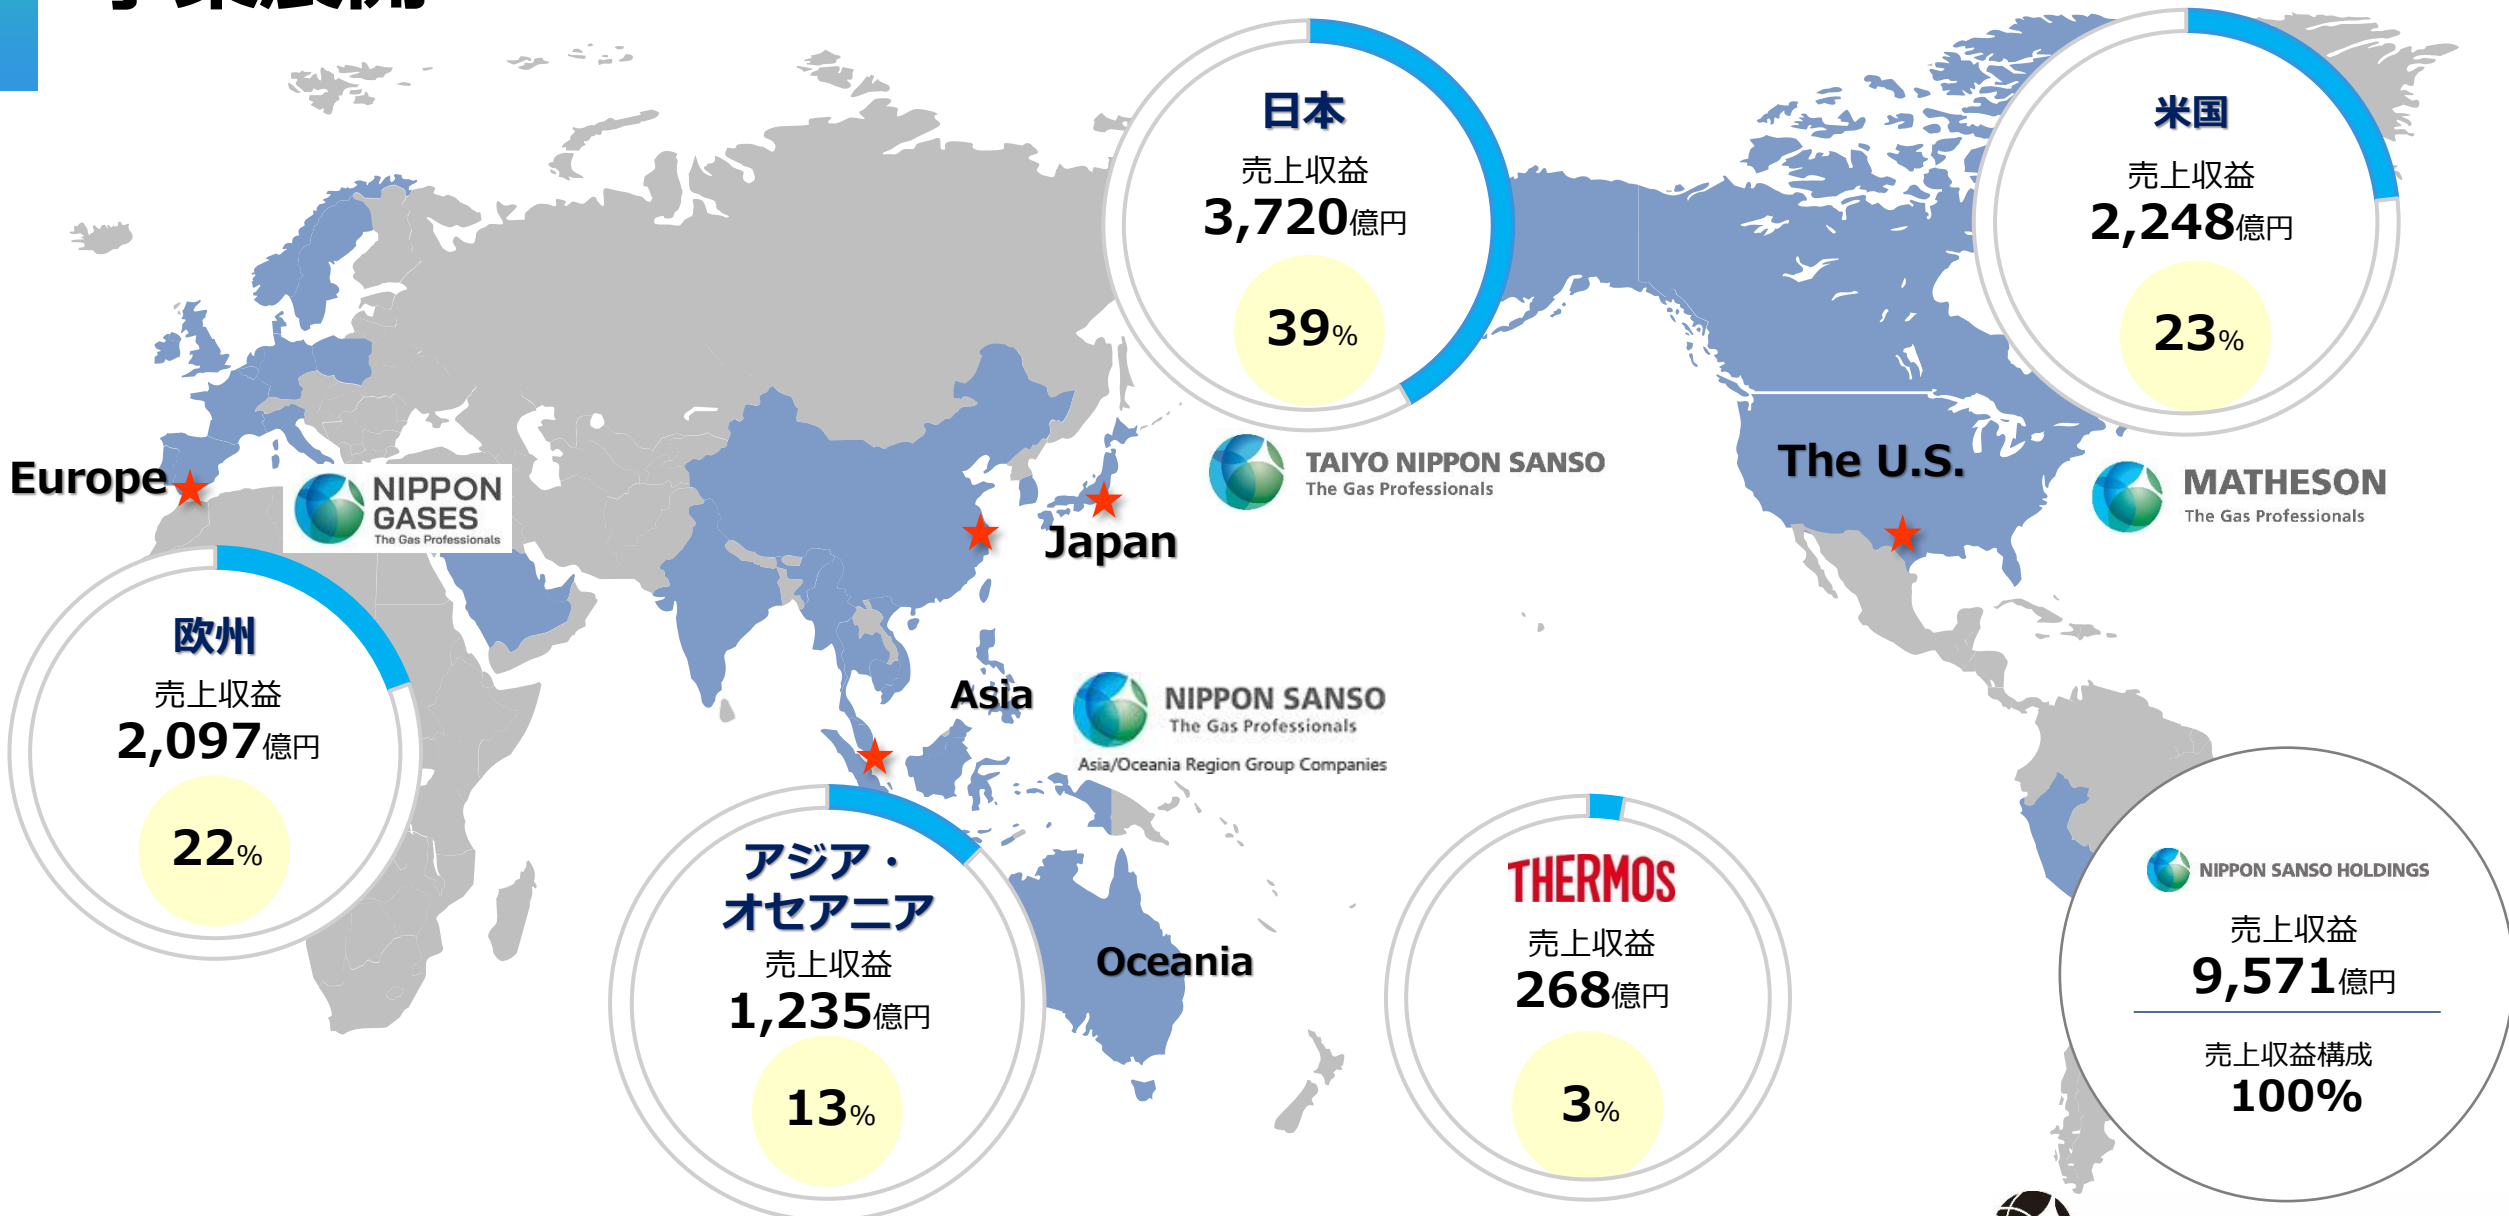 事業展開
日本
売上収益
3,720億円
39%
米国
売上収益
2,248億円
23%
TAIYO NIPPON SANSO
The Gas Professionals
The U.S.
MATHESON
The Gas Professionals
Europe
NIPPON
GASES
The Gas Professionals
Japan
欧州
売上収益
2,097億円
22%
Asia
NIPPON SANSO
The Gas Professionals
Asia/Oceania Region Group Companies
アジア・
オセアニア
売上収益
1,235億円
13%
Oceania
THERMOS
売上収益
268億円
3%
NIPPON SANSO HOLDINGS
売上収益
9,571億円
売上収益構成
100%